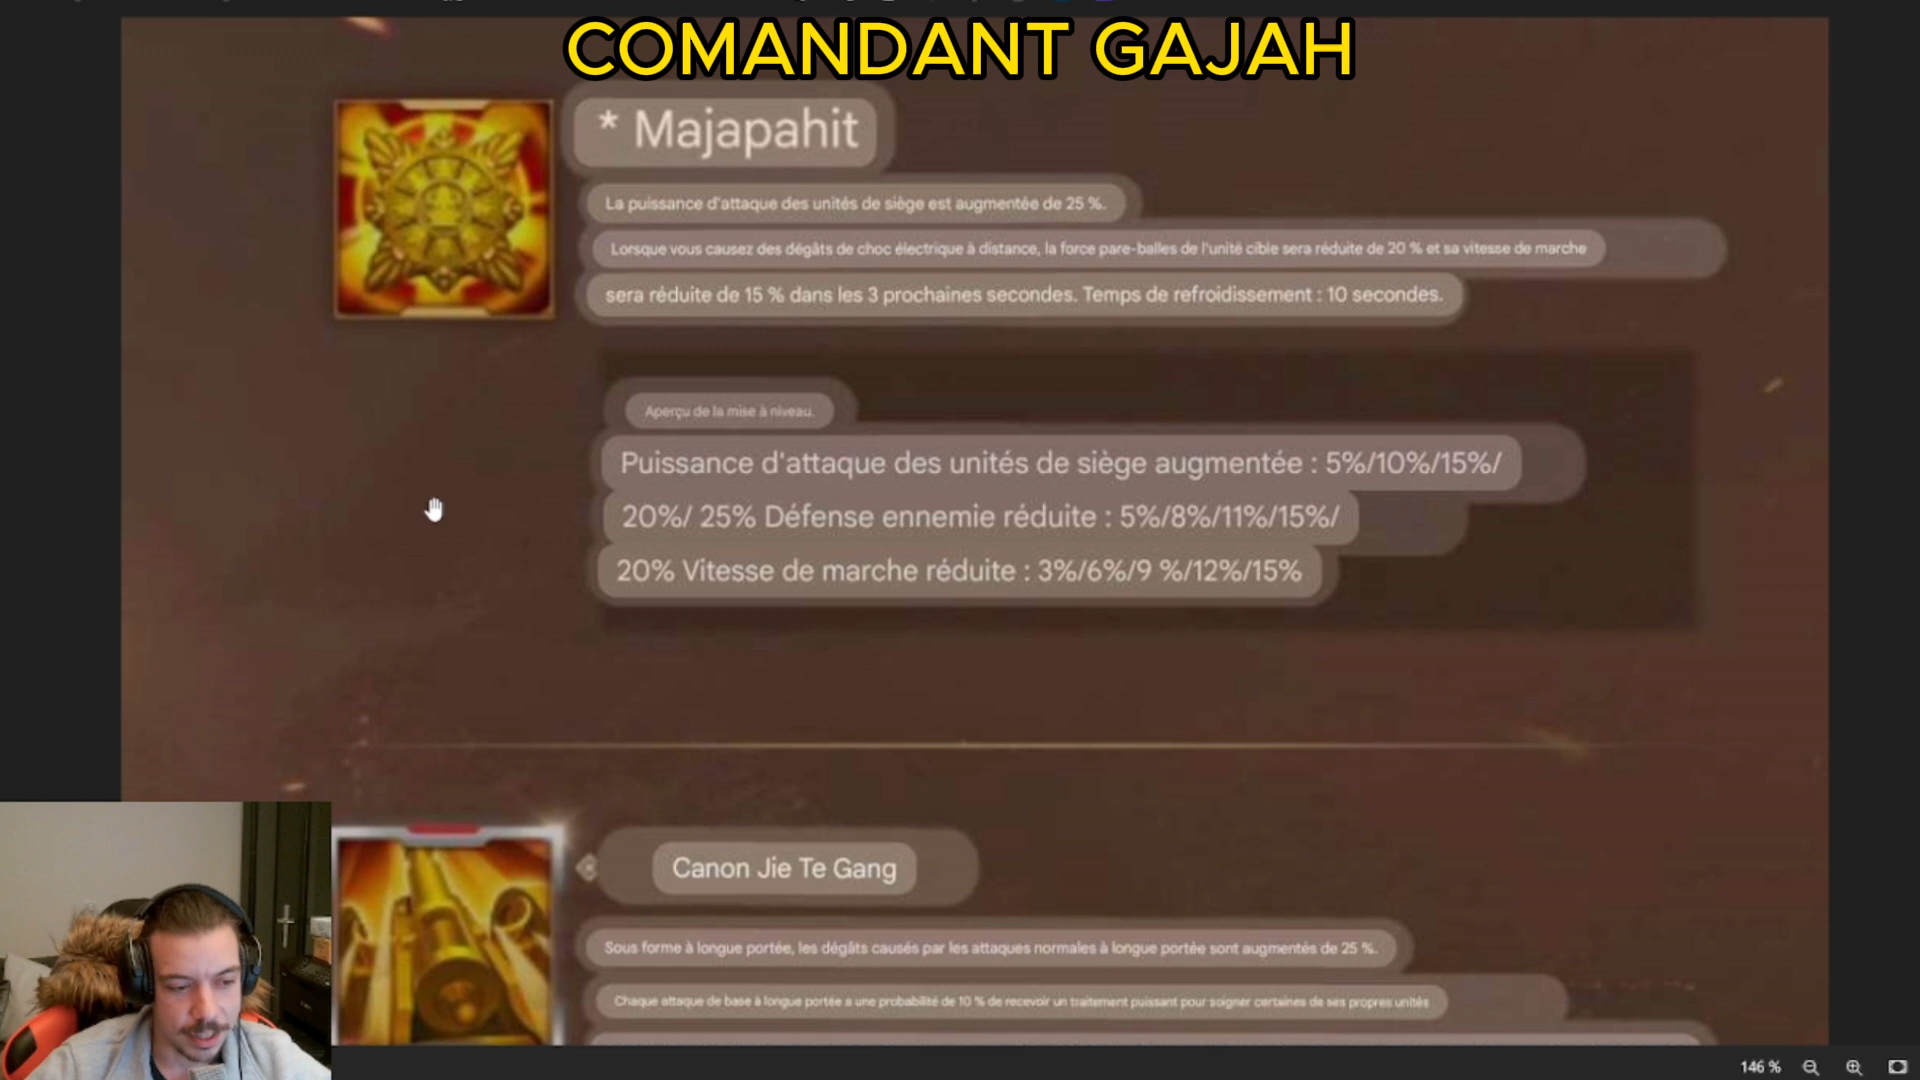 COMANDANT GAJAH
* Majapahit
La puissance d'attaque des unités de siège est augmentée de 25 %.
Lorsque vous causez des dégâts de choc électrique à distance, la force pare-balles de l'unité cible sera réduite de 20 % et sa vitesse de marche
sera réduite de 15 % dans les 3 prochaines secondes. Temps de refroidissement : 10 secondes.
Aperçu de la mise à niveau.
Puissance d'attaque des unités de siège augmentée : 5%/10%/15%/
20%/ 25% Défense ennemie réduite : 5%/8%/11%/15%/
20% Vitesse de marche réduite : 3%/6%/9 %/12%/15%
Canon Jie Te Gang
Sous forme à longue portée, les dégâts causés par les attaques normales à longue portée sont augmentés de 25 %.
Chaque attaque de base à longue portée a une probabilité de 10 % de recevoir un traitement puissant pour soigner certaines de ses propres unités
146 %